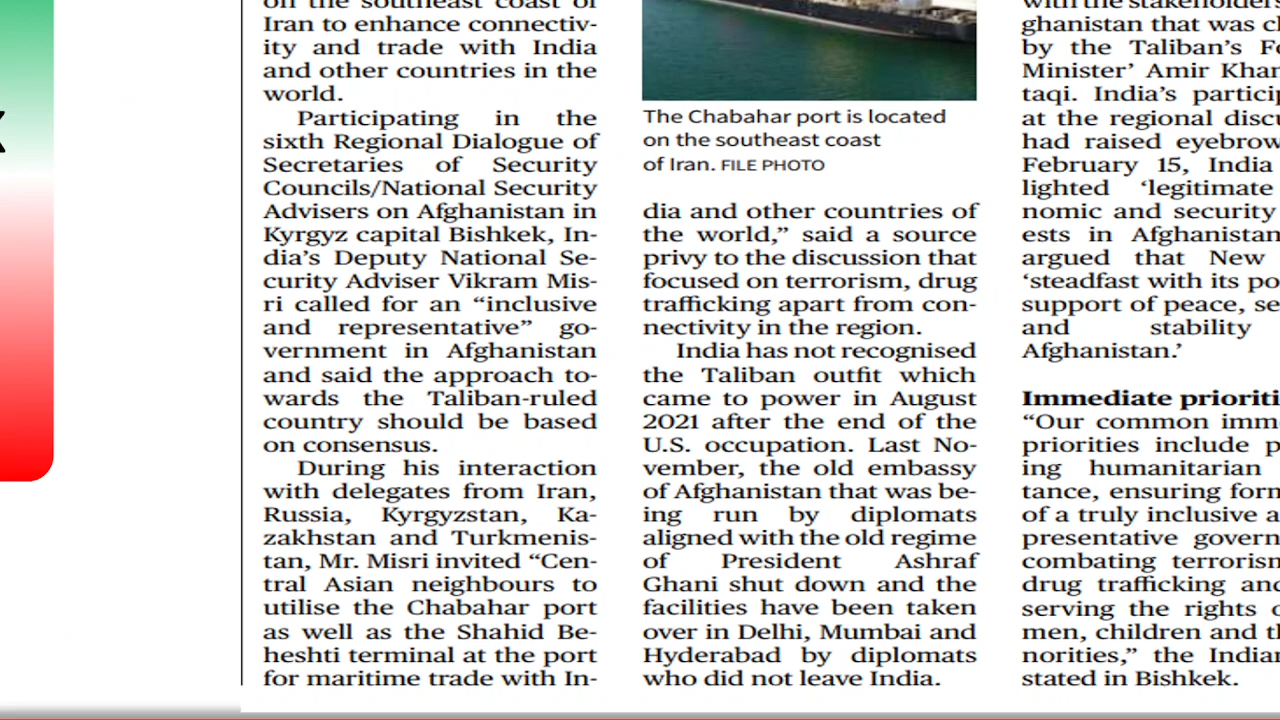 on the southeast coast of
Iran to enhance connectiv-
ity and trade with India
and other countries in the
world.
Participating in the
sixth Regional Dialogue of
Secretaries of Security
Councils/National Security
Advisers on Afghanistan in
Kyrgyz capital Bishkek, In-
dia's Deputy National Se-
curity Adviser Vikram Mis-
ri called for an “inclusive
and representative” go-
vernment in Afghanistan
and said the approach to-
wards the Taliban-ruled
country should be based
on consensus.
During his interaction
with delegates from Iran,
Russia, Kyrgyzstan, Ka-
zakhstan and Turkmenis-
tan, Mr. Misri invited “Cen-
tral Asian neighbours to
utilise the Chabahar port
as well as the Shahid Be-
heshti terminal at the port
for maritime trade with In-
The Chabahar port is located
on the southeast coast
of Iran. FILE PHOTO
dia and other countries of
the world,” said a source
privy to the discussion that
focused on terrorism, drug
trafficking apart from con-
nectivity in the region.
India has not recognised
the Taliban outfit which
came to power in August
2021 after the end of the
U.S. occupation. Last No-
vember, the old embassy
of Afghanistan that was be-
ing run by diplomats
aligned with the old regime
of President Ashraf
Ghani shut down and the
facilities have been taken
over in Delhi, Mumbai and
Hyderabad by diplomats
who did not leave India.
with the stakeholders
ghanistan that was c
by the Taliban's F
Minister’ Amir Khan
taqi. India's particip
at the regional discu
had raised eyebrow
February 15, India
lighted ‘legitimate
nomic and security
ests in Afghanistan
argued that New
‘steadfast with its po
support of peace, se
and stability
Afghanistan.’
Immediate prioriti
“Our common imm
priorities include p
ing humanitarian
tance, ensuring form
of a truly inclusive a
presentative govern
combating terrorism
drug trafficking and
serving the rights o
men, children and th
norities,” the Indian
stated in Bishkek.